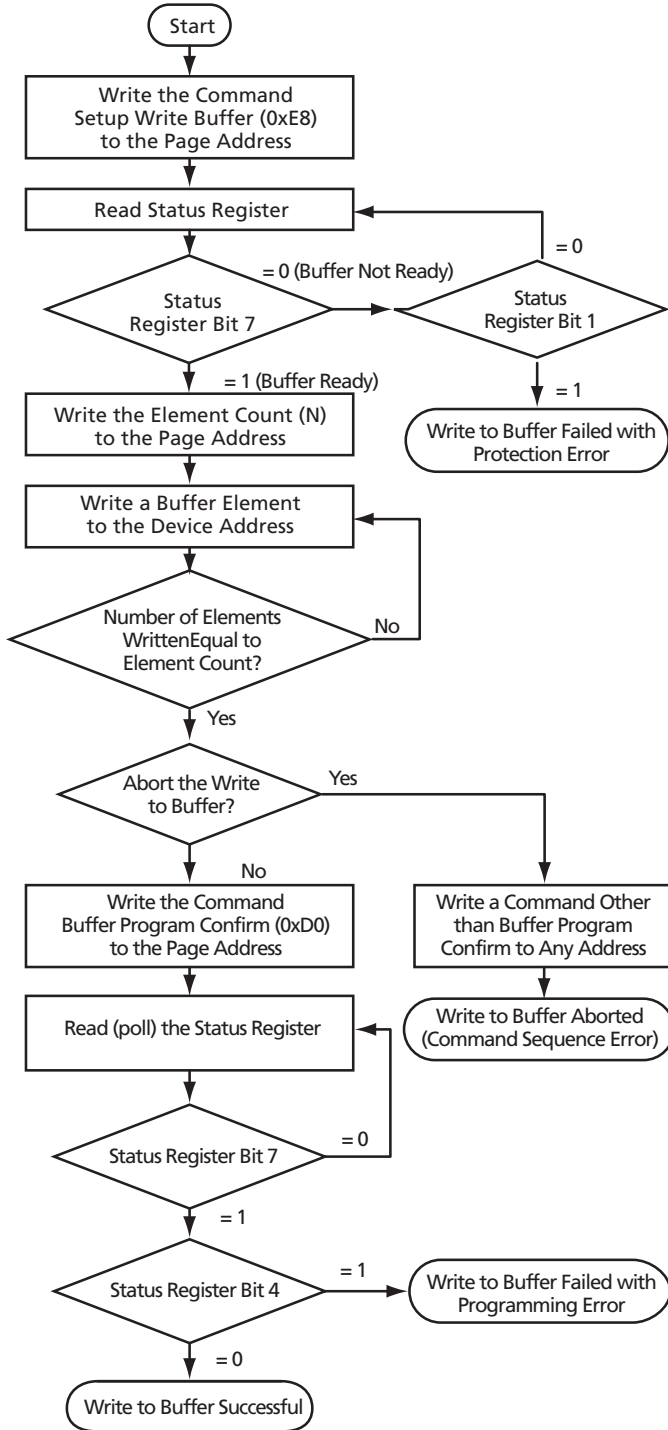 Start
Write the Command
Setup Write Buffer (0xE8)
to the Page Address
Read Status Register
= 0
= 0 (Buffer Not Ready)
Status
Register Bit 7
Status
Register Bit 1
= 1 (Buffer Ready)
= 1
Write the Element Count (N)
to the Page Address
Write to Buffer Failed with
Protection Error
Write a Buffer Element
to the Device Address
Number of Elements
WrittenEqual to
Element Count?
No
Yes
Abort the Write
to Buffer?
Yes
No
Write the Command
Buffer Program Confirm (0xD0)
to the Page Address
Write a Command Other
than Buffer Program
Confirm to Any Address
Read (poll) the Status Register
Write to Buffer Aborted
(Command Sequence Error)
Status Register Bit 7
= 0
= 1
Status Register Bit 4
= 1
Write to Buffer Failed with
Programming Error
= 0
Write to Buffer Successful